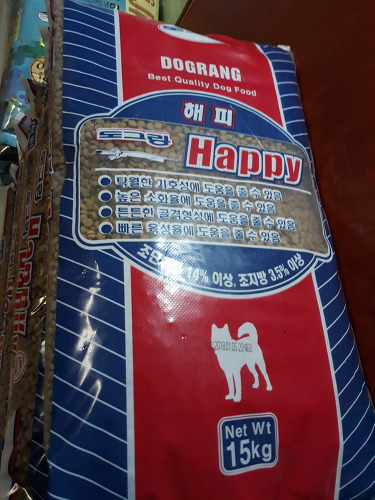 DOGRANG
Best Quality Dog Food
해피
도그랑
Happy
탁월한 기호성에 도움을 줄 수 있음
높은 소화율에 도움을 줄 수 있음
튼튼한 골격형성에 도움을 줄 수 있음
빠른 육성율에 도움을 줄 수 있음
14% 이상, 조지방 3.5% 이상
Net Wt
15kg